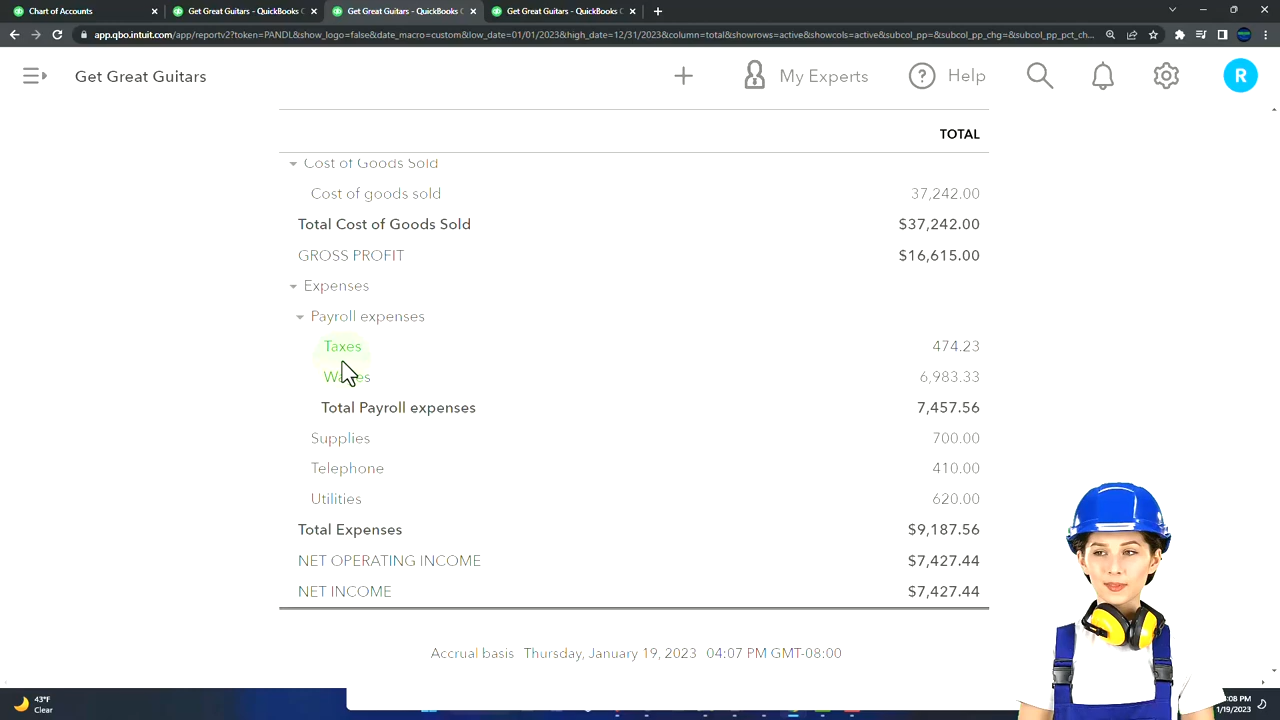 Chart of Accounts
Get Great Guitars - QuickBooks C
Get Great Guitars - QuickBooks C
Get Great Guitars - QuickBooks C
app.qbo.intuit.com/app/reportv2?token=PANDL&show_logo=false&date_macro=custom&low_date=01/01/2023&high_date=12/31/2023&column=total&showrows=active&showcols=active&subcol_pp=&subcol_pp_chg=&subcol_pp_pct_ch...
Get Great Guitars
My Experts
Help
R
TOTAL
Cost of Goods Sold
Cost of goods sold 37,242.00
Total Cost of Goods Sold $37,242.00
GROSS PROFIT $16,615.00
Expenses
Payroll expenses
Taxes 474.23
Wages 6,983.33
Total Payroll expenses 7,457.56
Supplies 700.00
Telephone 410.00
Utilities 620.00
Total Expenses $9,187.56
NET OPERATING INCOME $7,427.44
NET INCOME $7,427.44
Accrual basis Thursday, January 19, 2023 04:07 PM GMT-08:00
43°F
Clear
:08 PM
1/19/2023